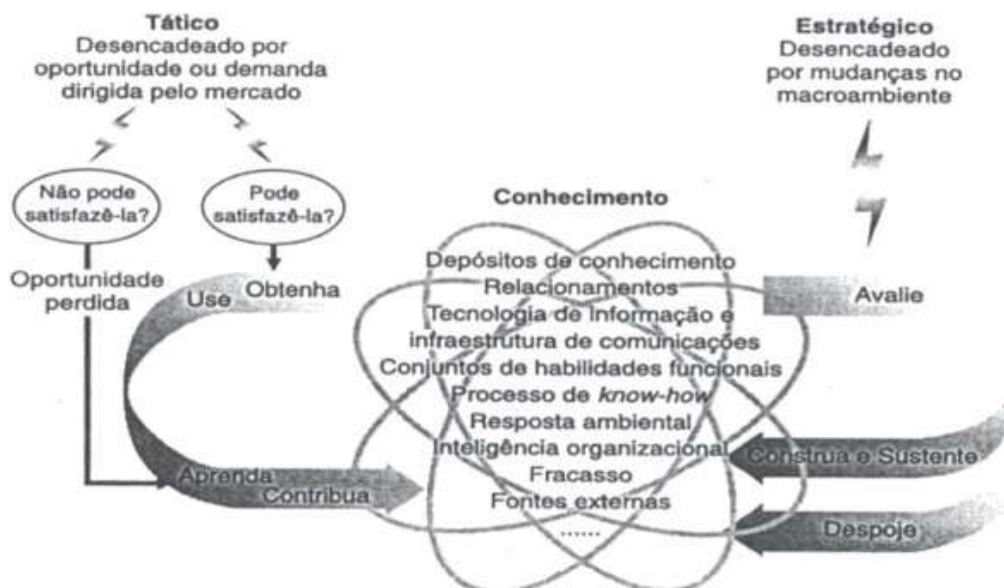 Tático
Desencadeado por
oportunidade ou demanda
dirigida pelo mercado
Estratégico
Desencadeado
por mudanças no
macroambiente
Não pode
satisfazê-la?
Pode
satisfazê-la?
Oportunidade
perdida
Use
Obtenha
Aprenda
Contribua
Conhecimento
Depósitos de conhecimento
Relacionamentos
Tecnologia de informação e
infraestrutura de comunicações
Conjuntos de habilidades funcionais
Processo de know-how
Resposta ambiental
Inteligência organizacional
Fracasso
Fontes externas
......
Avalie
Construa e Sustente
Despoje